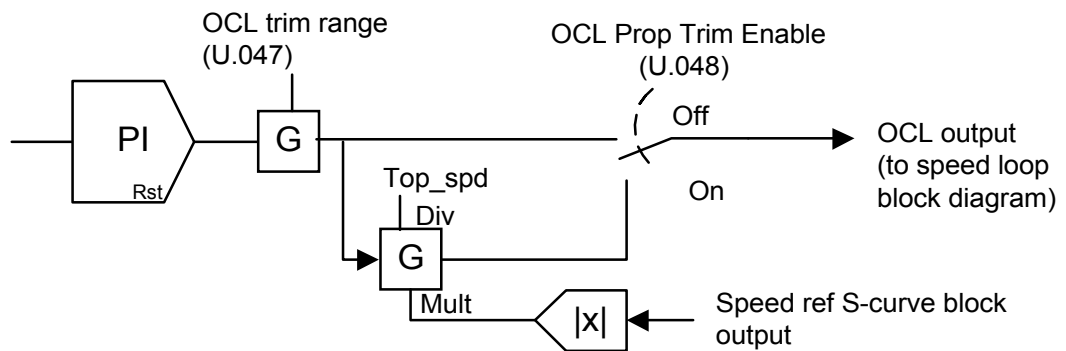 OCL trim range
(U.047)
OCL Prop Trim Enable
(U.048)
PI
Rst
G
Off
On
OCL output
(to speed loop
block diagram)
Top_spd
Div
G
Mult
|x|
Speed ref S-curve block
output